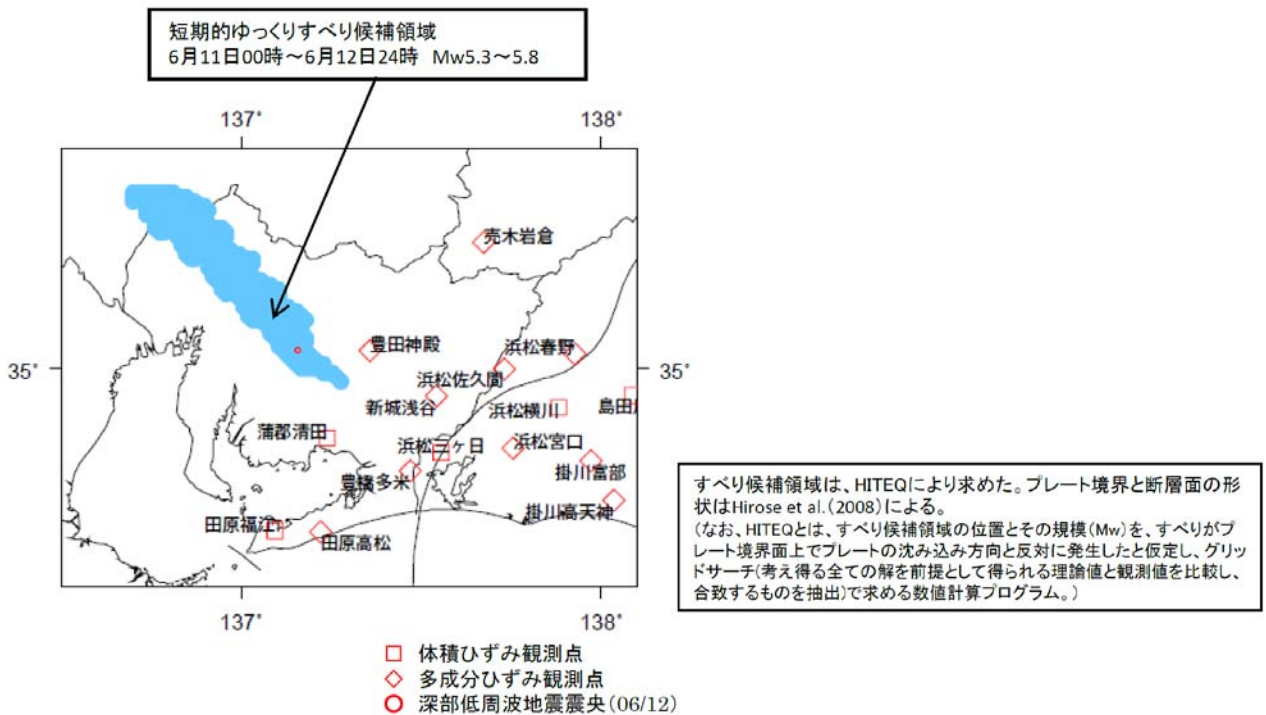 短期的ゆっくりすべり候補領域
6月11日00時～6月12日24時 Mw5.3～5.8
137°
138°
売木岩倉
豊田神殿
浜松春野
35°
35°
浜松佐久間
新城浅谷
浜松横川
島田
蒲郡清田
浜松三ヶ日
浜松宮口
掛川富部
豊橋多米
掛川高天神
田原福江
田原高松
137°
138°
体積ひずみ観測点
多成分ひずみ観測点
深部低周波地震震央(06/12)
すべり候補領域は、HITEQにより求めた。プレート境界と断層面の形
状はHirose et al.(2008)による。
(なお、HITEQとは、すべり候補領域の位置とその規模(Mw)を、すべりがプ
レート境界面上でプレートの沈み込み方向と反対に発生したと仮定し、グリッ
ドサーチ(考え得る全ての解を前提として得られる理論値と観測値を比較し、
合致するものを抽出)で求める数値計算プログラム。)